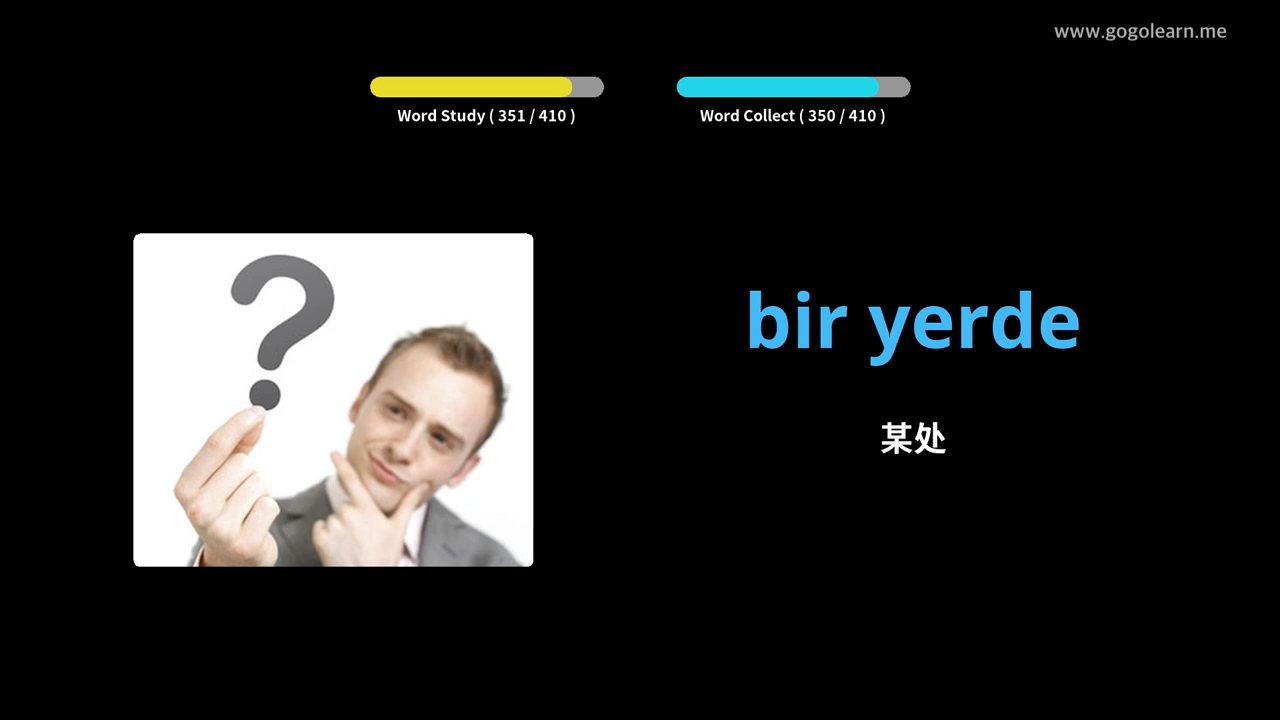 www.gogolearn.me
Word Study ( 351 / 410 )
Word Collect ( 350 / 410 )
?
bir yerde
某处